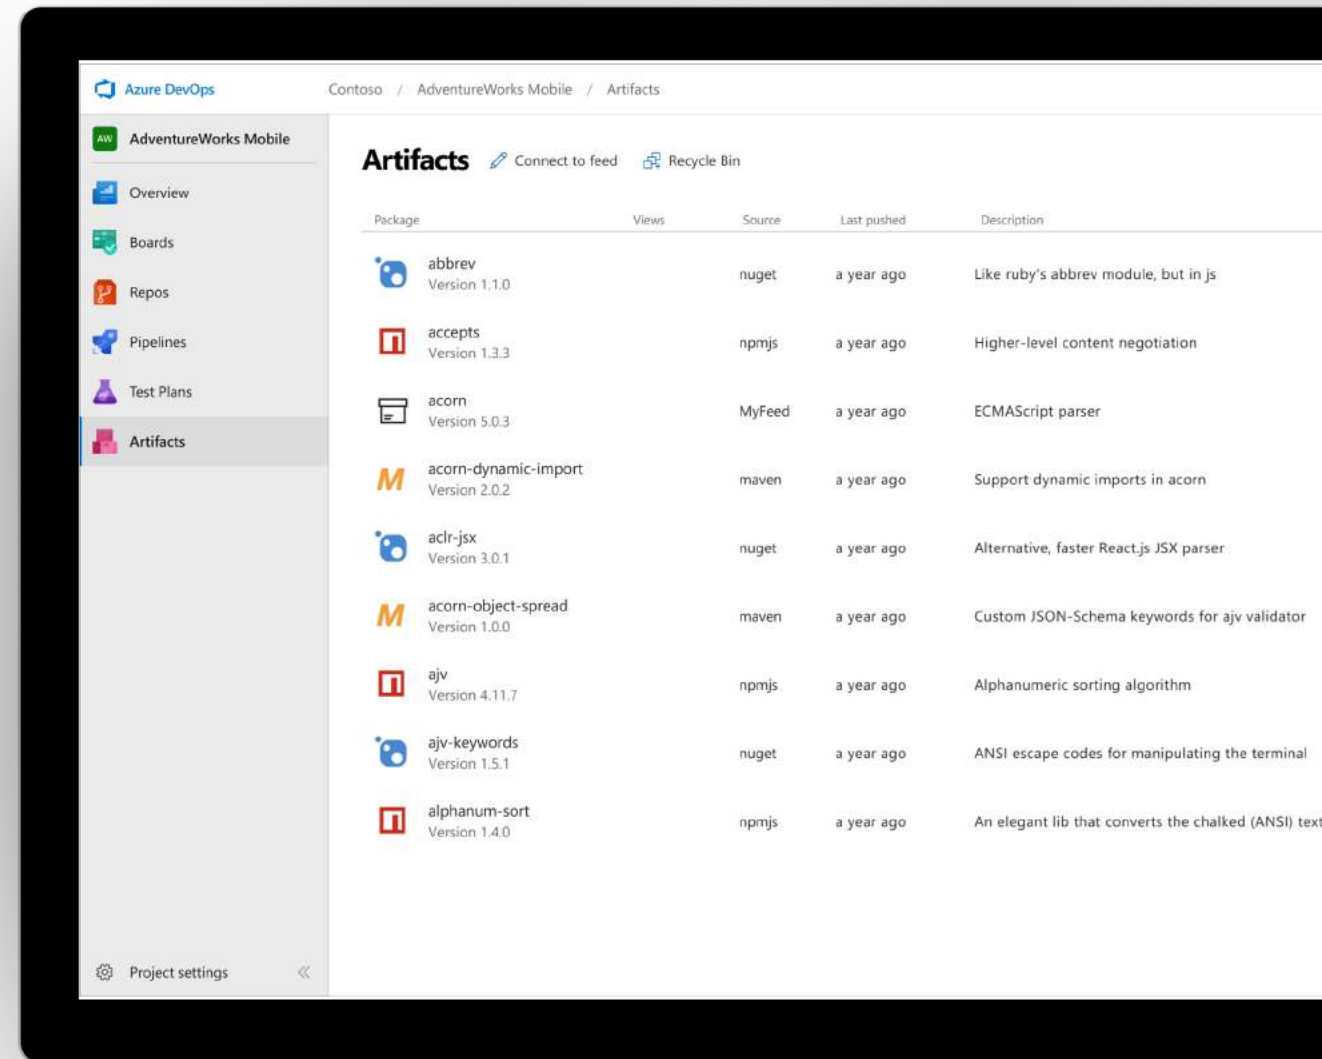 Azure DevOps
Contoso / AdventureWorks Mobile / Artifacts
AW AdventureWorks Mobile
Overview
Boards
Repos
Pipelines
Test Plans
Artifacts
Project settings
Artifacts Connect to feed Recycle Bin
Package Views Source Last pushed Description
abbrev
Version 1.1.0
nuget a year ago Like ruby's abbrev module, but in js
accepts
Version 1.3.3
npmjs a year ago Higher-level content negotiation
acorn
Version 5.0.3
MyFeed a year ago ECMAScript parser
acorn-dynamic-import
Version 2.0.2
maven a year ago Support dynamic imports in acorn
aclr-jsx
Version 3.0.1
nuget a year ago Alternative, faster React.js JSX parser
acorn-object-spread
Version 1.0.0
maven a year ago Custom JSON-Schema keywords for ajv validator
ajv
Version 4.11.7
npmjs a year ago Alphanumeric sorting algorithm
ajv-keywords
Version 1.5.1
nuget a year ago ANSI escape codes for manipulating the terminal
alphanum-sort
Version 1.4.0
npmjs a year ago An elegant lib that converts the chalked (ANSI) text